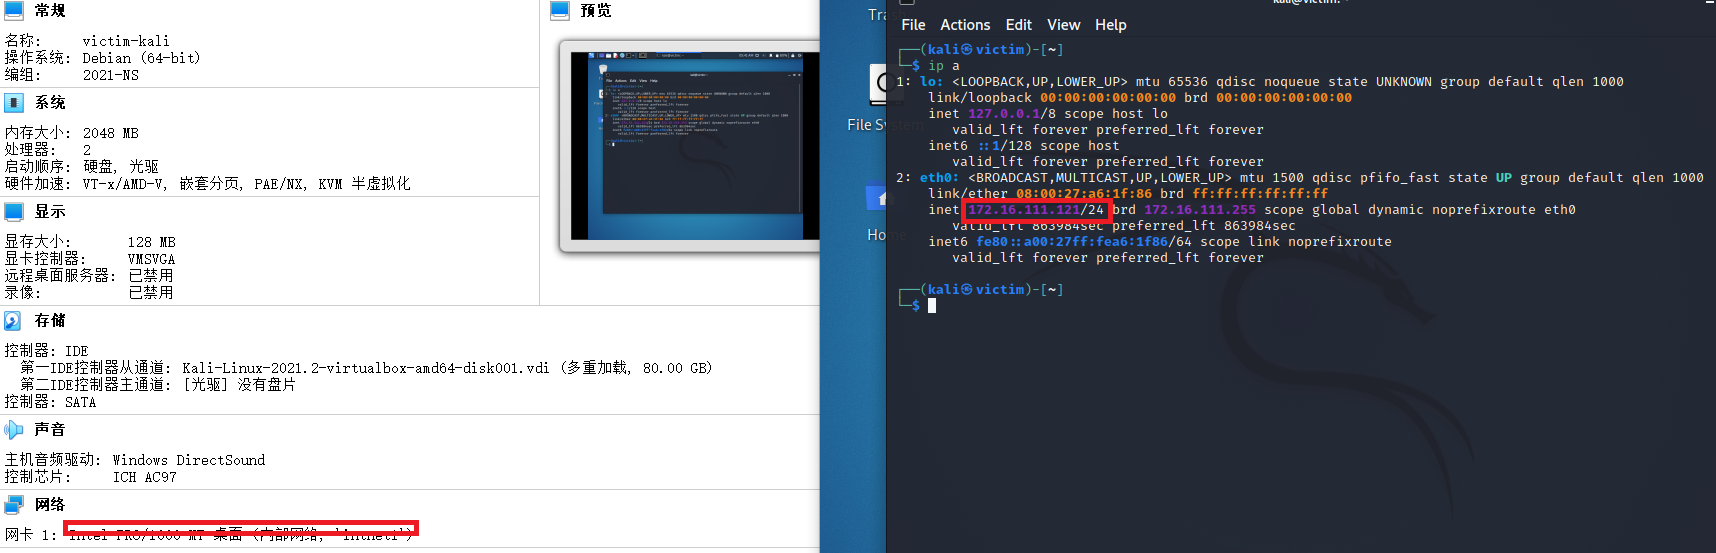 常规
名称: victim-kali
操作系统: Debian (64-bit)
编组: 2021-NS
系统
内存大小: 2048 MB
处理器: 2
启动顺序: 硬盘, 光驱
硬件加速: VT-x/AMD-V, 嵌套分页, PAE/NX, KVM 半虚拟化
显示
显存大小: 128 MB
显卡控制器: VMSVGA
远程桌面服务器: 已禁用
录像: 已禁用
存储
控制器: IDE
第一IDE控制器从通道: Kali-Linux-2021.2-virtualbox-amd64-disk001.vdi (多重加载, 80.00 GB)
第二IDE控制器主通道: [光驱] 没有盘片
控制器: SATA
声音
主机音频驱动: Windows DirectSound
控制芯片: ICH AC97
网络
网卡 1: Intel PRO/1000 MT 桌面 (内部网络,
预览
File System
Home
File Actions Edit View Help
┌──(kali㉿victim)-[~]
└─$ ip a
1: lo: <LOOPBACK,UP,LOWER_UP> mtu 65536 qdisc noqueue state UNKNOWN group default qlen 1000
link/loopback 00:00:00:00:00:00 brd 00:00:00:00:00:00
inet 127.0.0.1/8 scope host lo
valid_lft forever preferred_lft forever
inet6 ::1/128 scope host
valid_lft forever preferred_lft forever
2: eth0: <BROADCAST,MULTICAST,UP,LOWER_UP> mtu 1500 qdisc pfifo_fast state UP group default qlen 1000
link/ether 08:00:27:a6:1f:86 brd ff:ff:ff:ff:ff:ff
inet 172.16.111.121/24 brd 172.16.111.255 scope global dynamic noprefixroute eth0
valid_lft 863984sec preferred_lft 863984sec
inet6 fe80::a00:27ff:fea6:1f86/64 scope link noprefixroute
valid_lft forever preferred_lft forever
┌──(kali㉿victim)-[~]
└─$